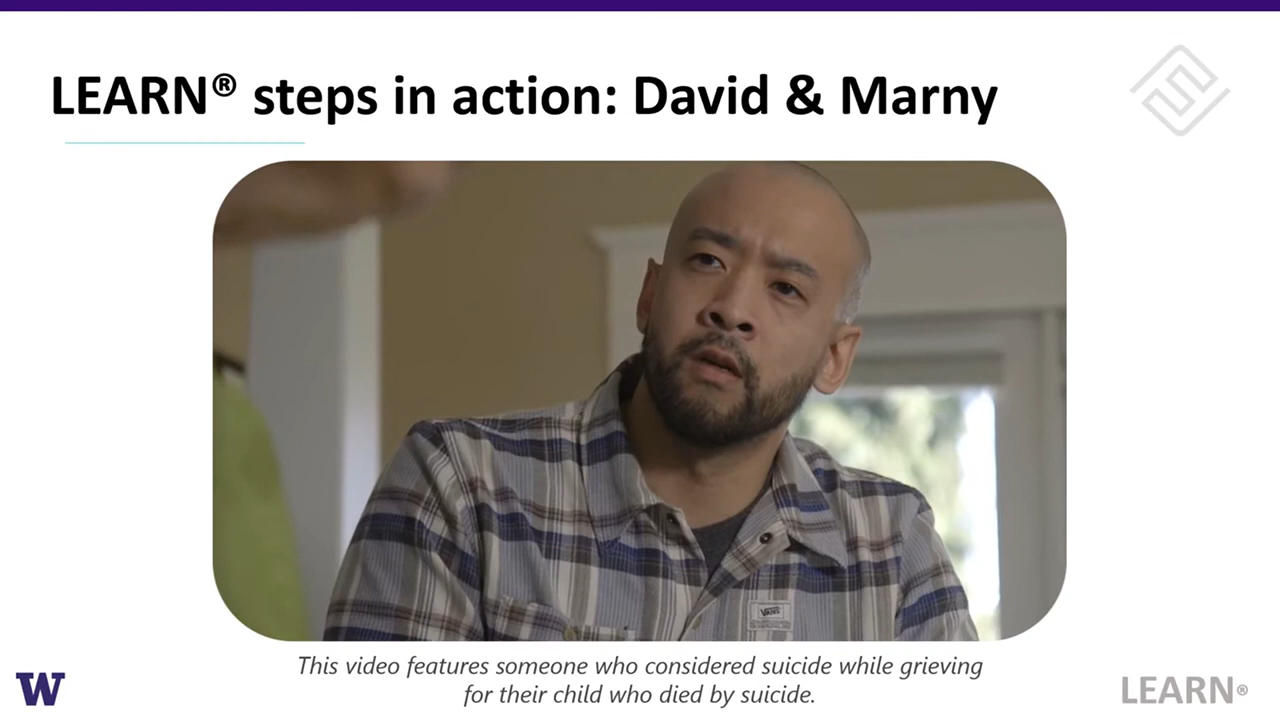 LEARN® steps in action: David & Marny
VANS
This video features someone who considered suicide while grieving
for their child who died by suicide.
W
LEARN®